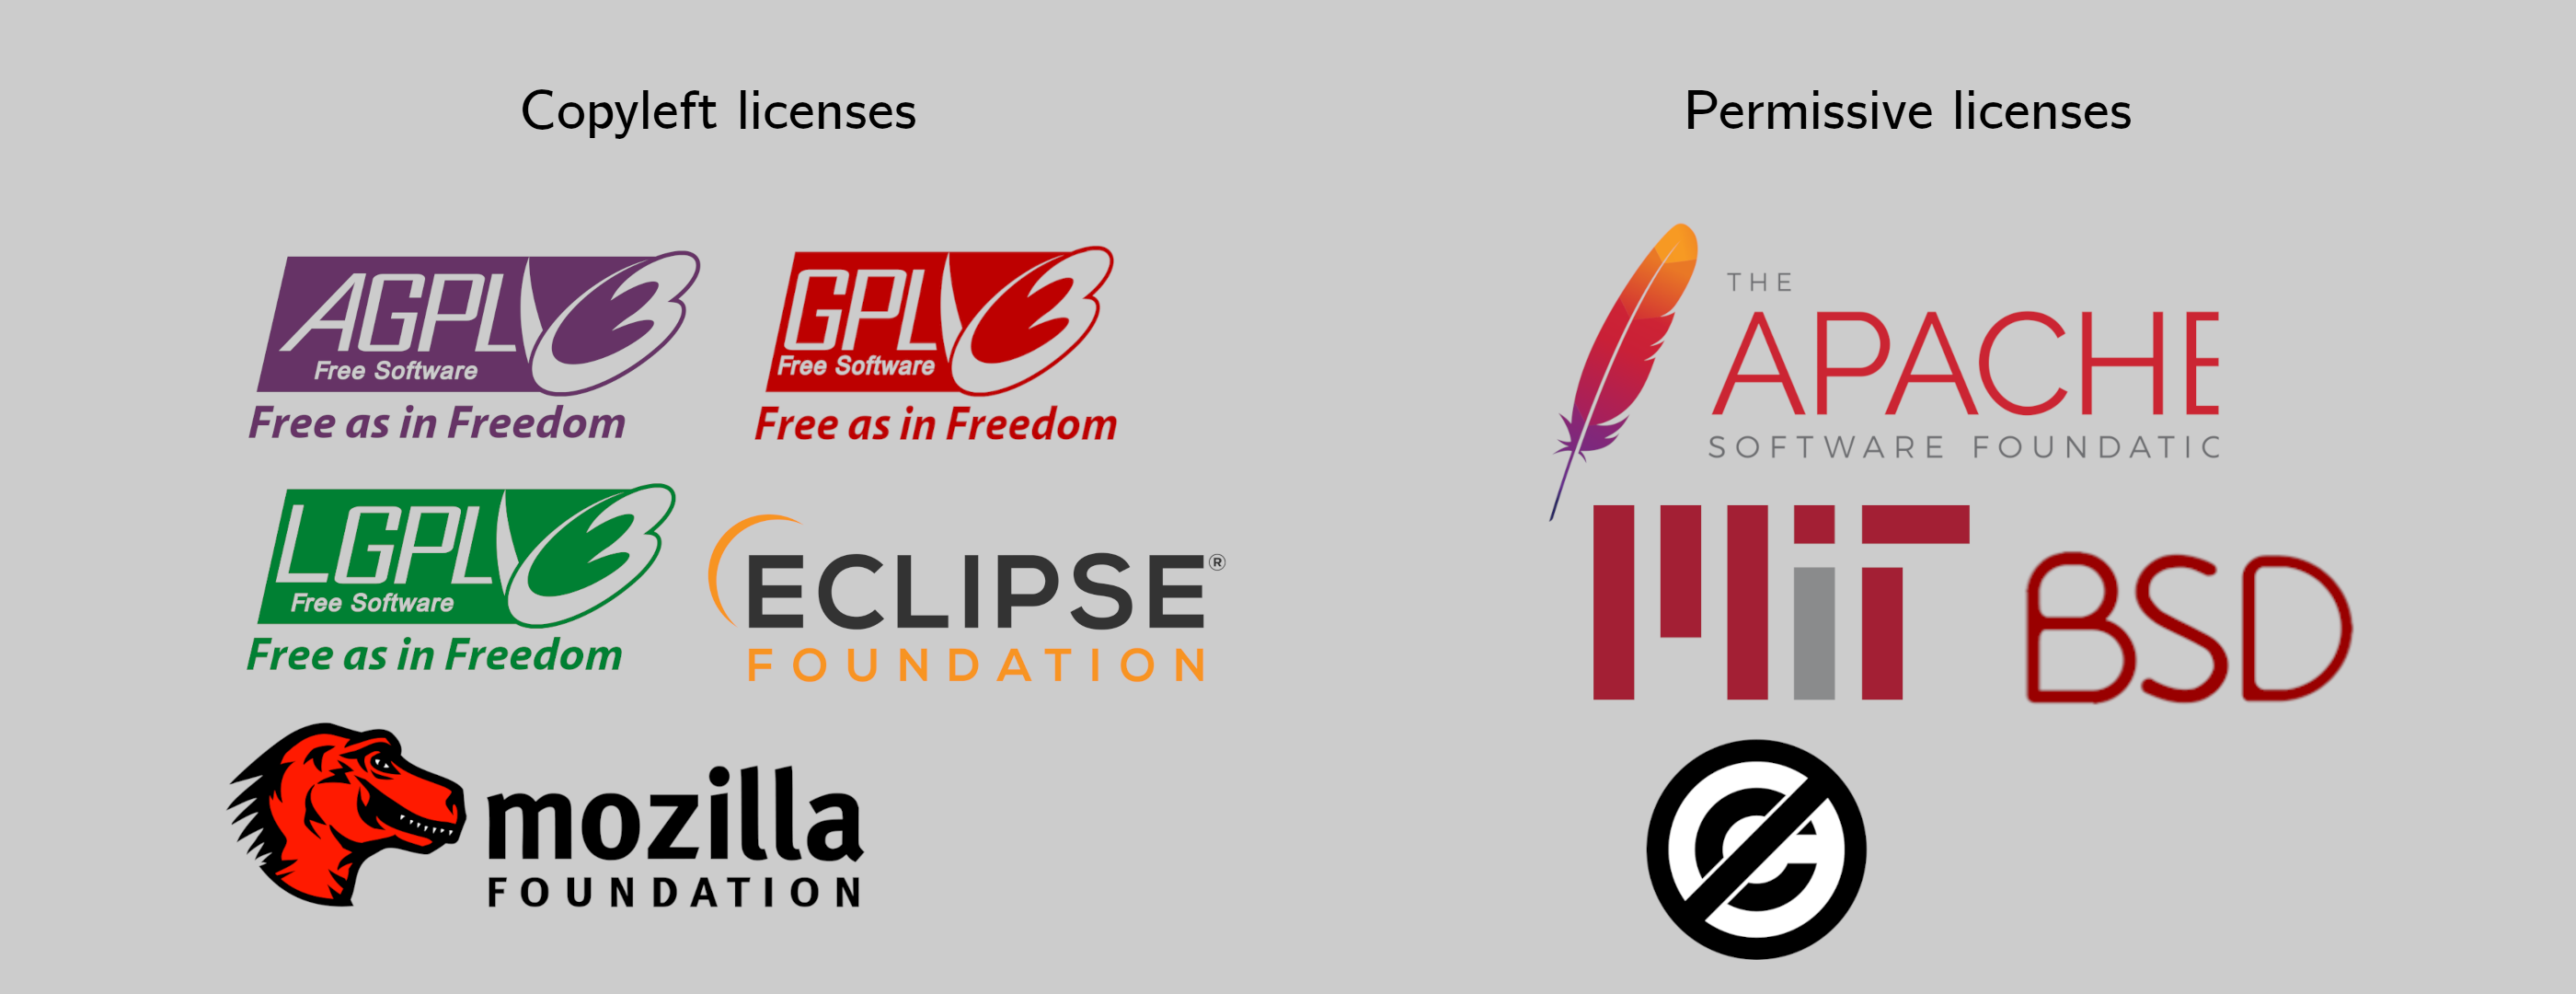 Copyleft licenses
AGPL
Free Software
Free as in Freedom
GPL
Free Software
Free as in Freedom
LGPL
Free Software
Free as in Freedom
ECLIPSE®
FOUNDATION
mozilla
FOUNDATION
Permissive licenses
THE
APACHE
SOFTWARE FOUNDATIC
MIT
BSD